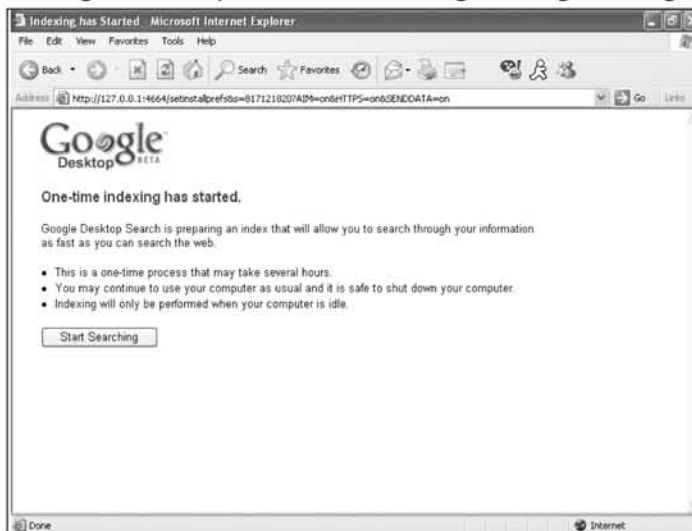 Indexing has Started - Microsoft Internet Explorer
File Edit View Favorites Tools Help
Back Search Favorites
Address http://127.0.0.1:4664/setinstallprefs&s=817121820?AIM=on&HTTPS=on&SENDDATA=on Go Links
Google
Desktop BETA
One-time indexing has started.
Google Desktop Search is preparing an index that will allow you to search through your information
as fast as you can search the web.
• This is a one-time process that may take several hours.
• You may continue to use your computer as usual and it is safe to shut down your computer.
• Indexing will only be performed when your computer is idle.
Start Searching
Done Internet